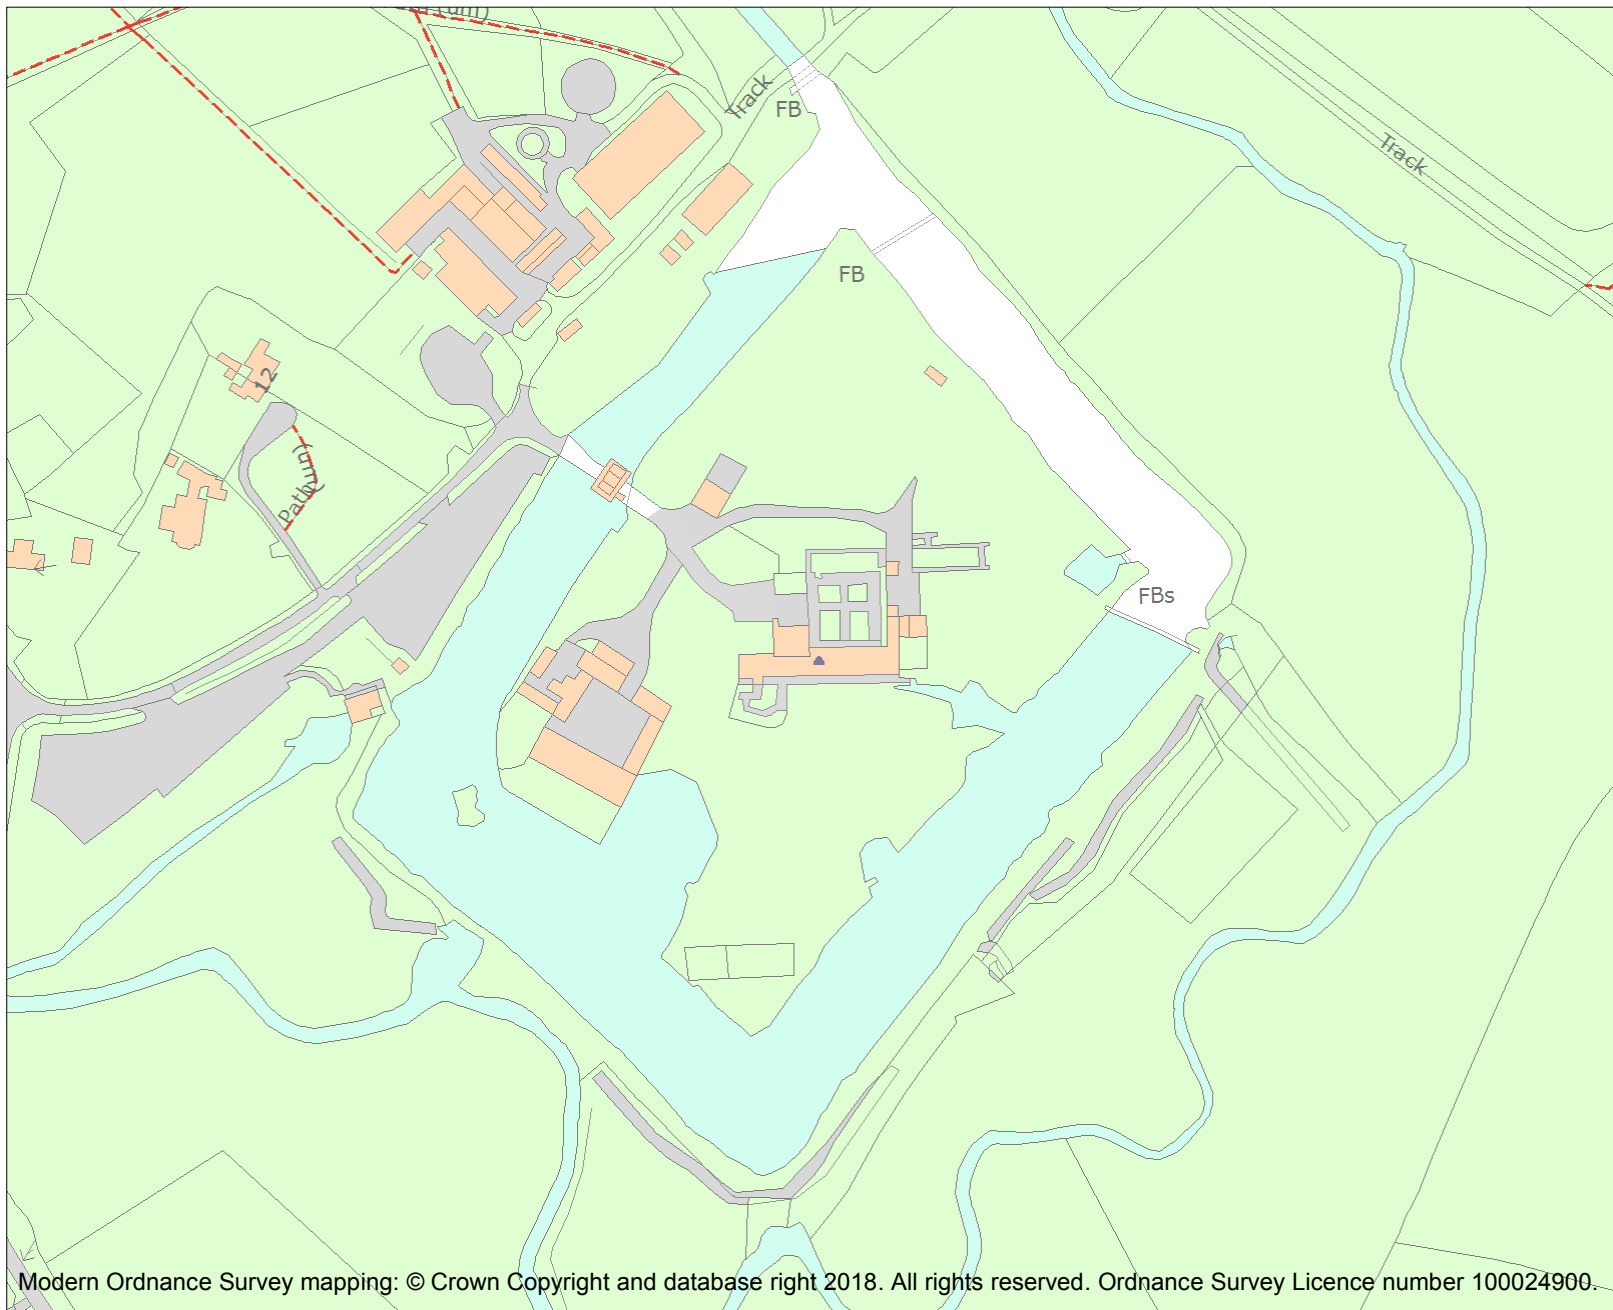 (um)
Track
FB
Track
FB
12
Path
(um)
FBs
Modern Ordnance Survey mapping: © Crown Copyright and database right 2018. All rights reserved. Ordnance Survey Licence number 100024900.